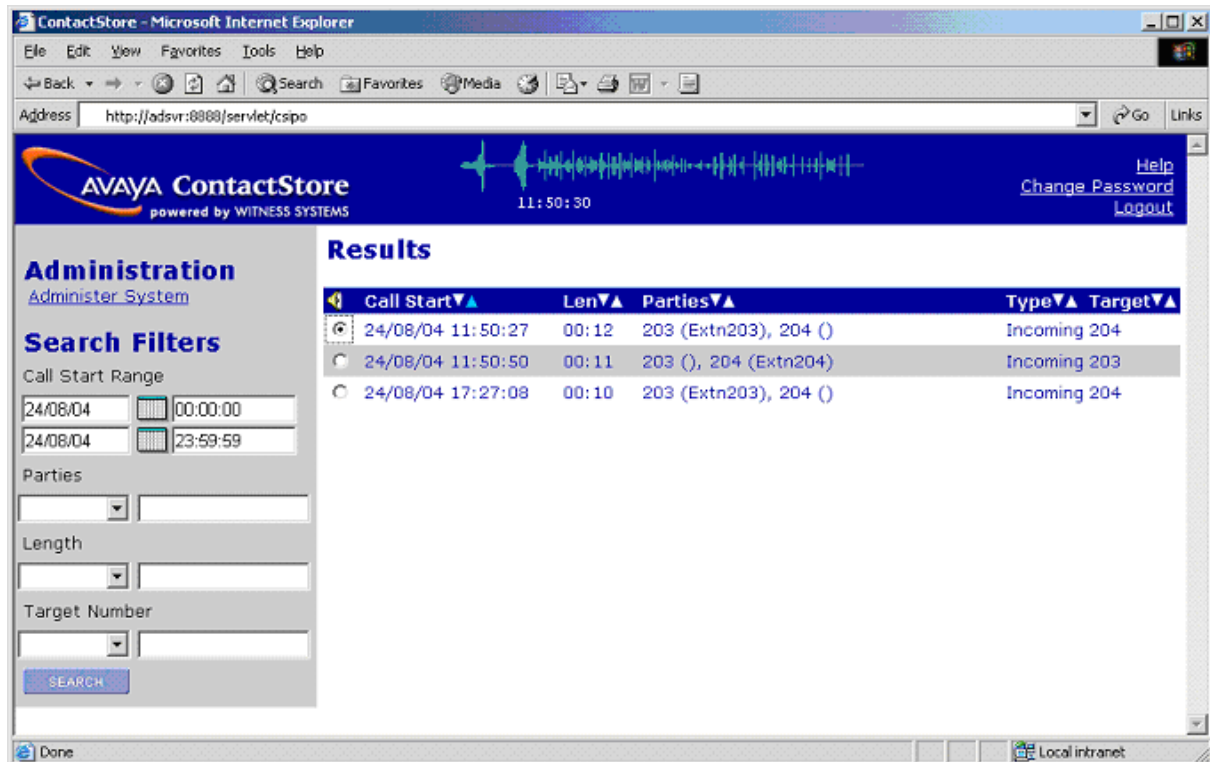 ContactStore - Microsoft Internet Explorer
File Edit View Favorites Tools Help
Back Search Favorites Media
Address http://adsvr:8888/servlet/csipo Go Links
AVAYA ContactStore
powered by WITNESS SYSTEMS
11:50:30
Help
Change Password
Logout
Administration
Administer System
Search Filters
Call Start Range
24/08/04 00:00:00
24/08/04 23:59:59
Parties
Length
Target Number
SEARCH
Results
Call Start Len Parties Type Target
24/08/04 11:50:27 00:12 203 (Extn203), 204 () Incoming 204
24/08/04 11:50:50 00:11 203 (), 204 (Extn204) Incoming 203
24/08/04 17:27:08 00:10 203 (Extn203), 204 () Incoming 204
Done Local intranet